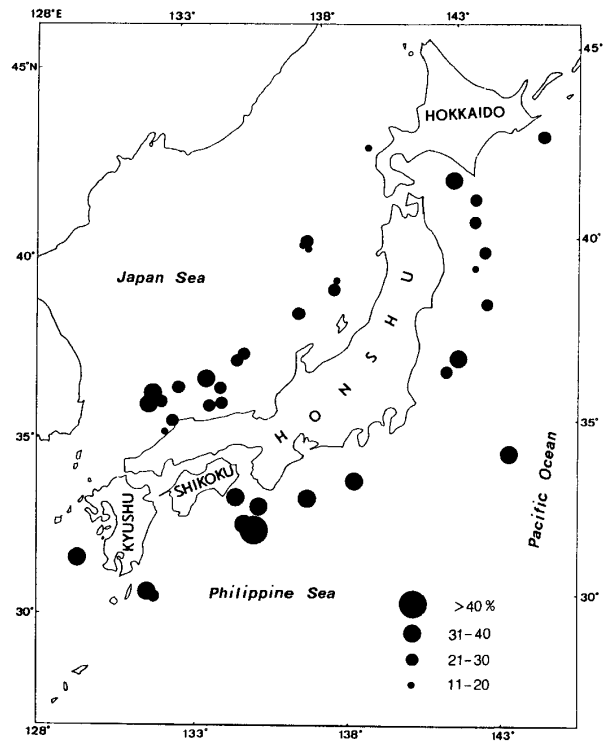 128°E 133° 138° 143°
45°N 45°
HOKKAIDO
40° 40°
Japan Sea
HONSHU
35° 35°
SHIKOKU
KYUSHU
Pacific Ocean
Philippine Sea
30° 30°
>40%
31-40
21-30
11-20
128° 133° 138° 143°